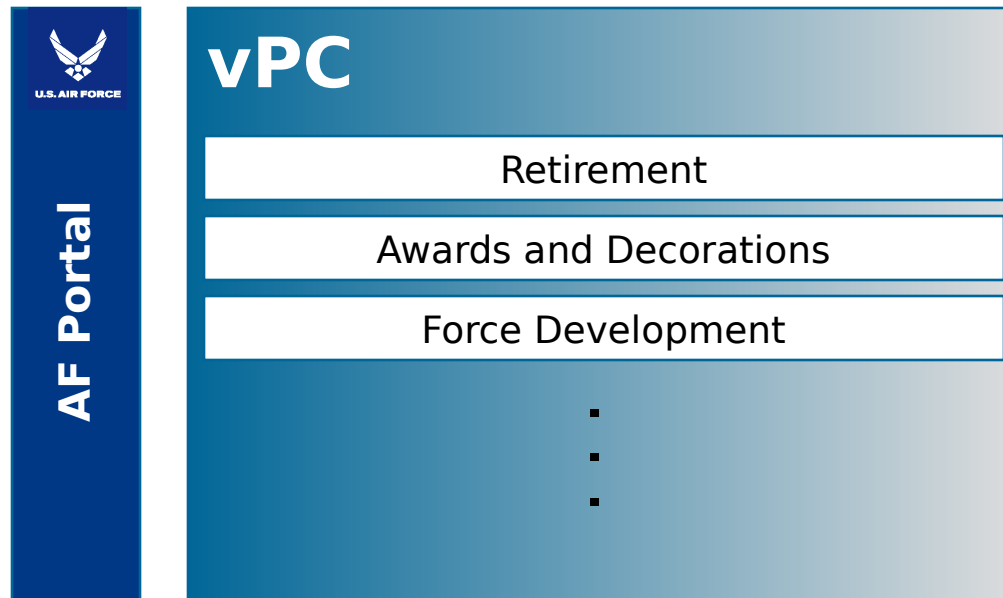 U.S. AIR FORCE
AF Portal
vPC
Retirement
Awards and Decorations
Force Development